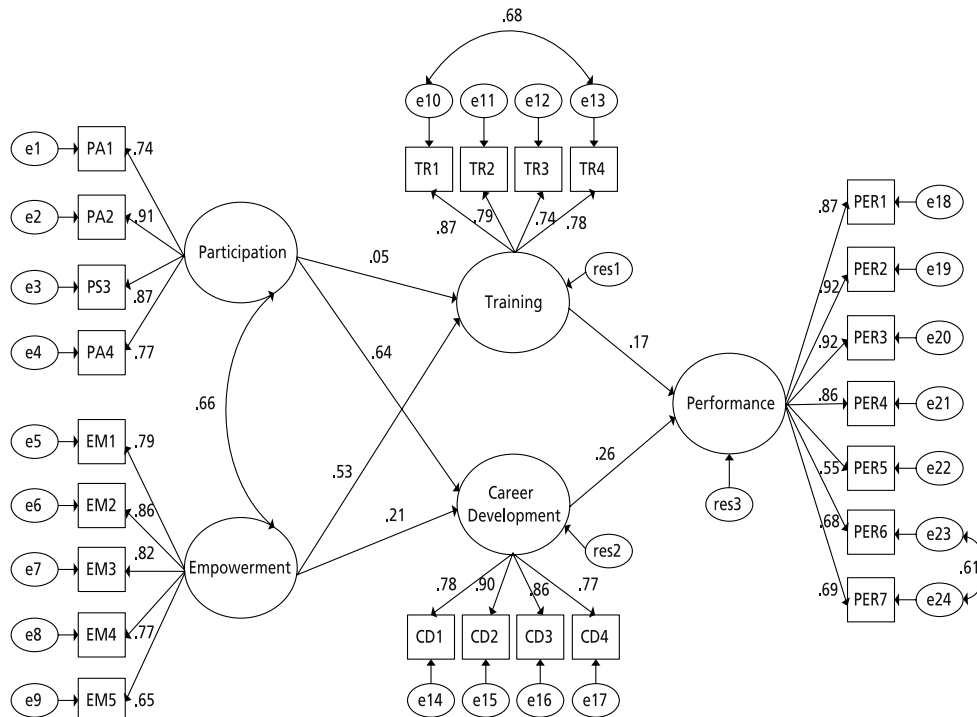 .68
e10 e11 e12 e13
TR1 TR2 TR3 TR4
.87 .79 .74 .78
e1 PA1 .74
e2 PA2 .91
e3 PS3 .87
e4 PA4 .77
Participation
.05
.64
.66
Training
res1
.17
e5 EM1 .79
e6 EM2 .86
e7 EM3 .82
e8 EM4 .77
e9 EM5 .65
Empowerment
.53
.21
Career
Development
res2
.26
.78 .90 .86 .77
CD1 CD2 CD3 CD4
e14 e15 e16 e17
Performance
res3
.87 PER1 e18
.92 PER2 e19
.92 PER3 e20
.86 PER4 e21
.55 PER5 e22
.68 PER6 e23
.69 PER7 e24
.61